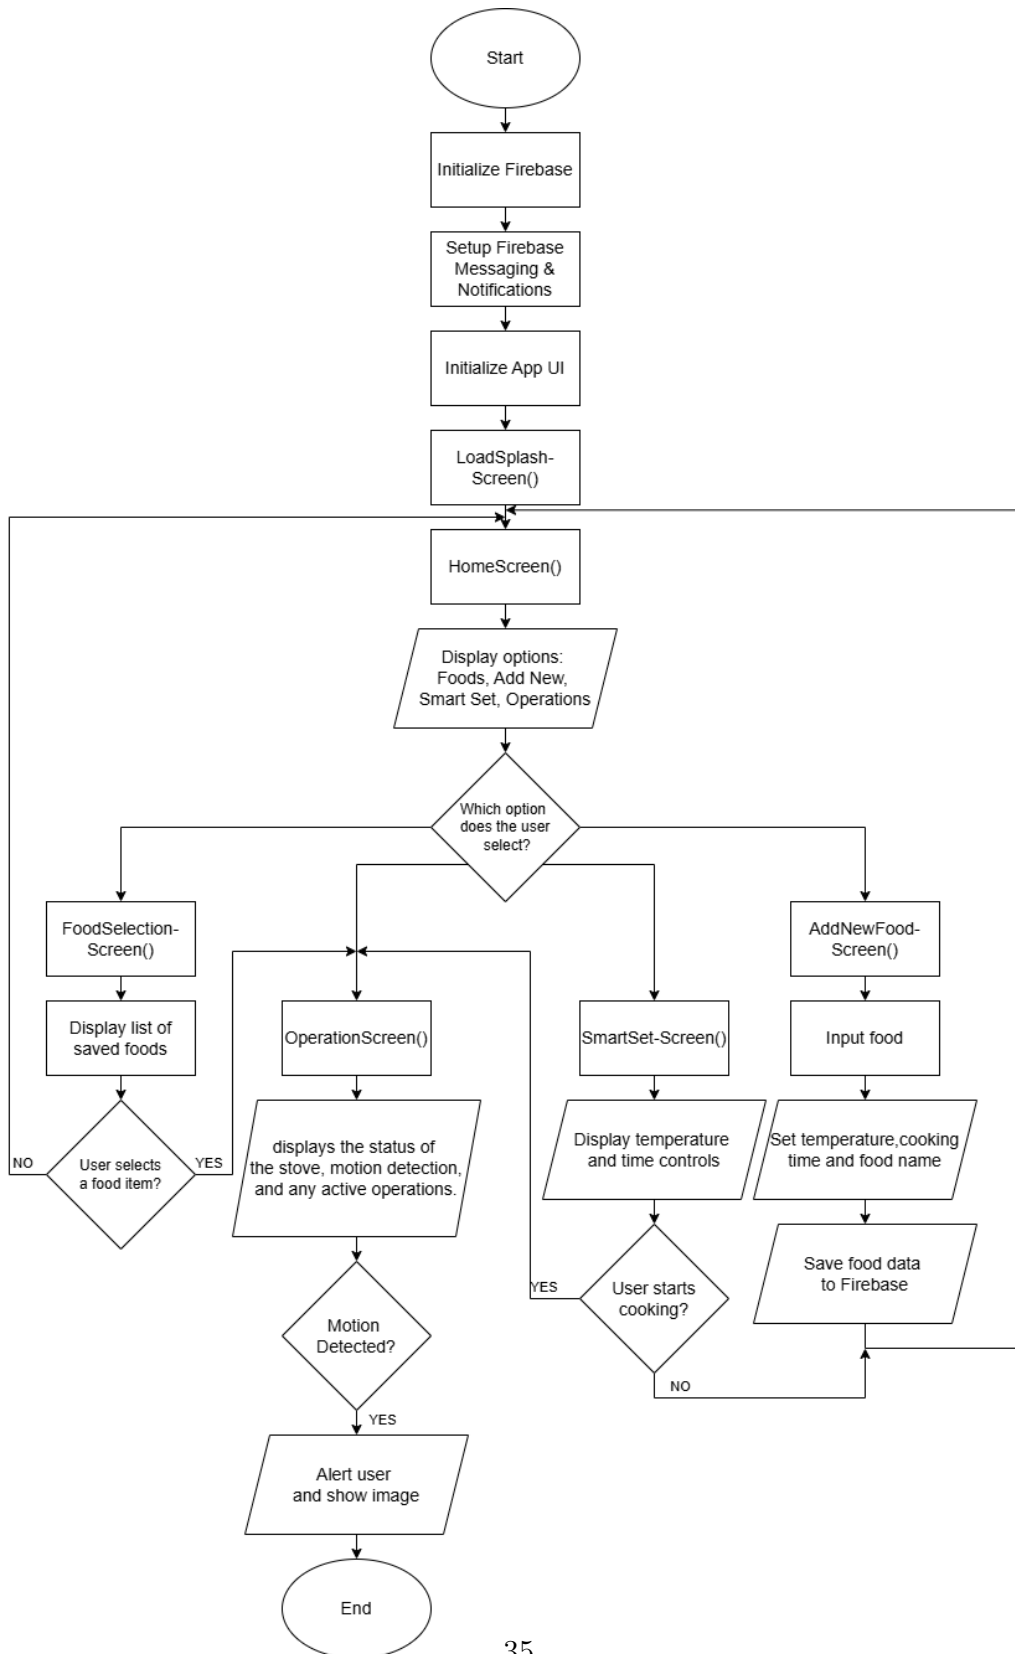 Start
Initialize Firebase
Setup Firebase
Messaging &
Notifications
Initialize App UI
LoadSplash-
Screen()
HomeScreen()
Display options:
Foods, Add New,
Smart Set, Operations
Which option
does the user
select?
FoodSelection-
Screen()
AddNewFood-
Screen()
Display list of
saved foods
OperationScreen()
SmartSet-Screen()
Input food
NO
User selects
a food item?
YES
displays the status of
the stove, motion detection,
and any active operations.
Display temperature
and time controls
Set temperature,cooking
time and food name
Save food data
to Firebase
YES
User starts
cooking?
NO
Motion
Detected?
YES
Alert user
and show image
End
35